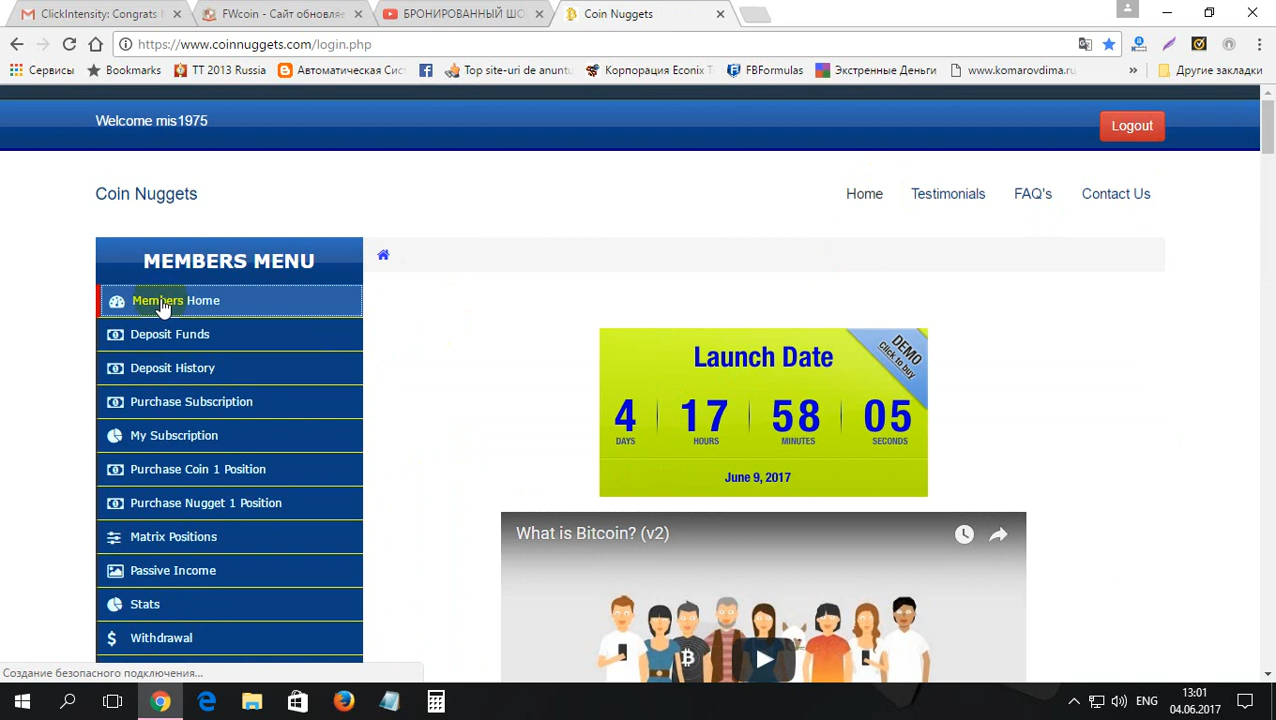 ClickIntensity: Congrats
FWcoin - Сайт обновляе
БРОНИРОВАННЫЙ ШО
Coin Nuggets
https://www.coinnuggets.com/login.php
Сервисы
Bookmarks
TT 2013 Russia
Автоматическая Сис
Top site-uri de anuntu
Корпорация Econix Т
FBFormulas
Экстренные Деньги
www.komarovdima.ru
»
Другие закладки
Welcome mis1975
Logout
Coin Nuggets
Home
Testimonials
FAQ's
Contact Us
MEMBERS MENU
Members Home
Deposit Funds
Deposit History
Purchase Subscription
My Subscription
Purchase Coin 1 Position
Purchase Nugget 1 Position
Matrix Positions
Passive Income
Stats
Withdrawal
Launch Date
DEMO
Click to buy
4 17 58 05
DAYS HOURS MINUTES SECONDS
June 9, 2017
What is Bitcoin? (v2)
Создание безопасного подключения...
ENG
13:01
04.06.2017